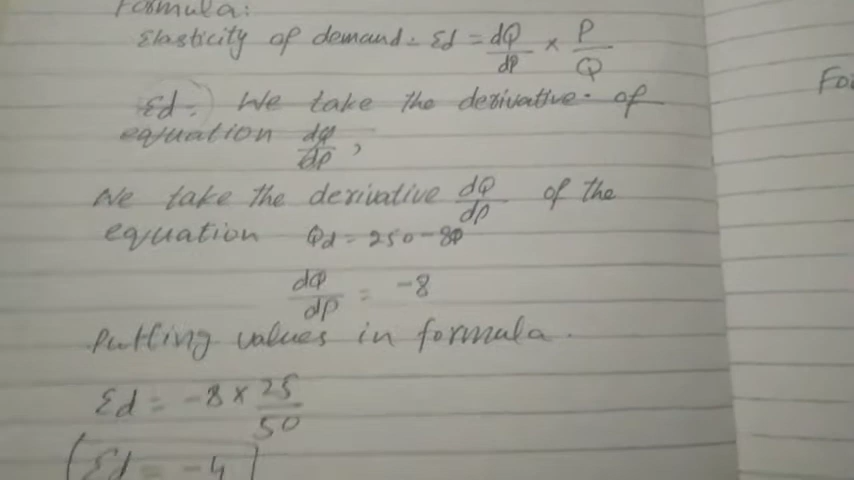 Formula:
Elasticity of demand = Ed = dQ/dP × P/Q
Ed = We take the derivative of
equation dQ/dP,
We take the derivative dQ/dP of the
equation Qd = 250 - 8P
dQ/dP = -8
Putting values in formula.
Ed = -8 × 25/50
Ed = -4
Fo